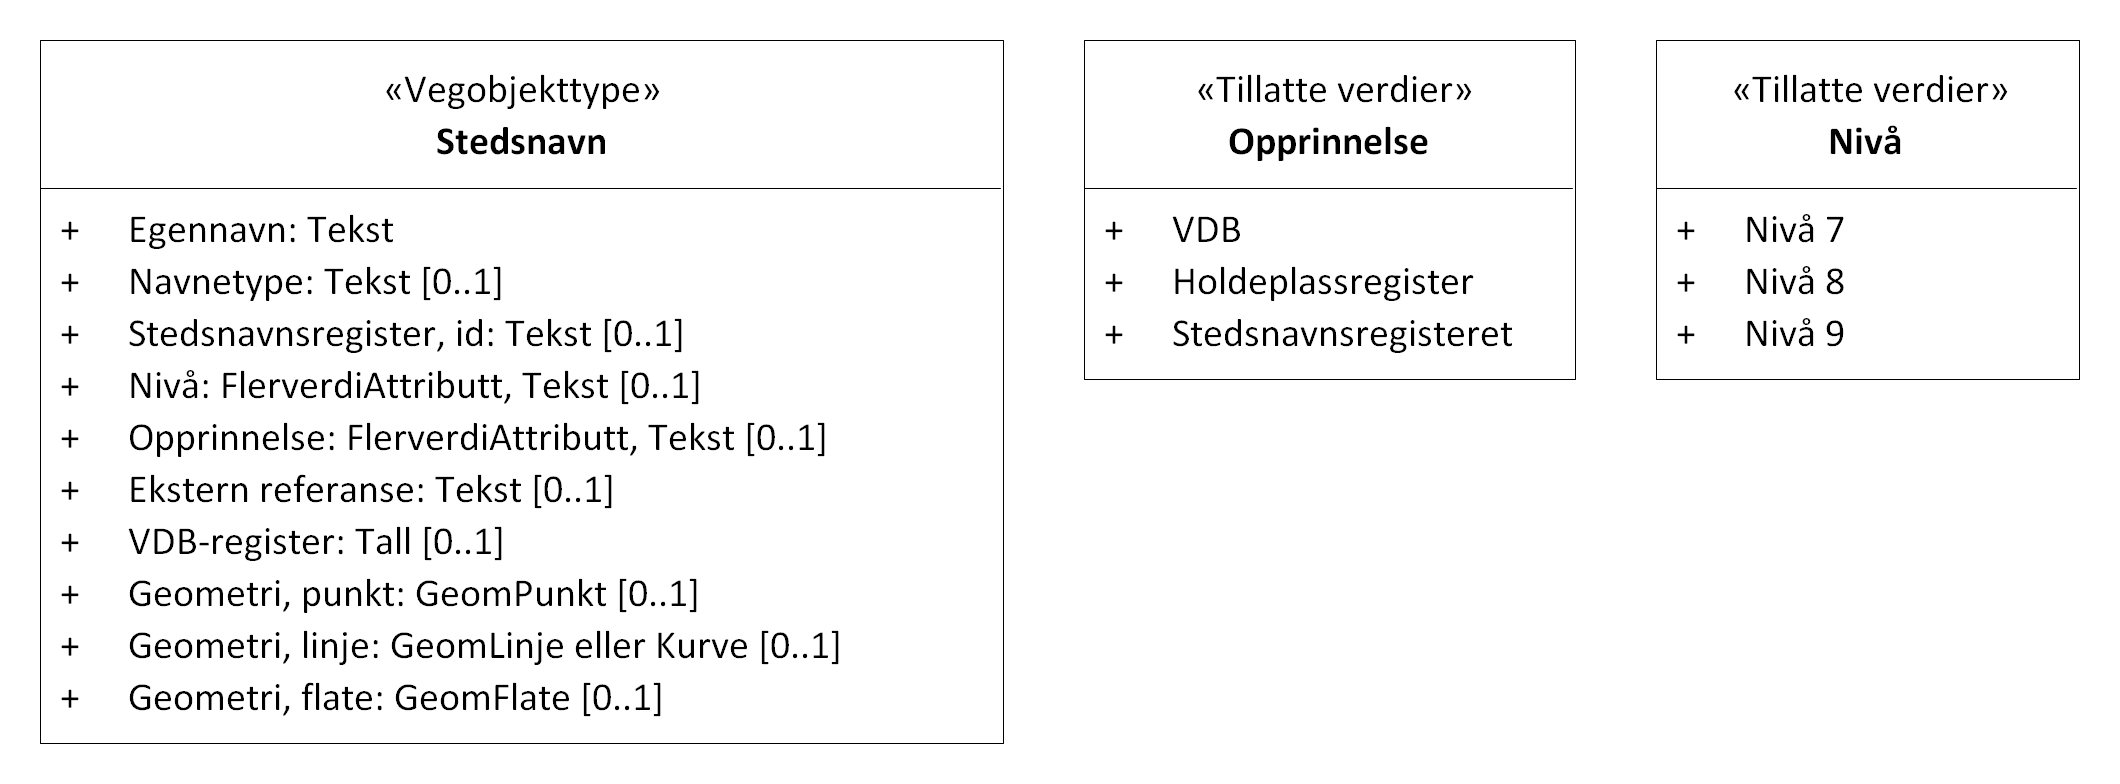 «Vegobjekttype»
Stedsnavn
+ Egennavn: Tekst
+ Navnetype: Tekst [0..1]
+ Stedsnavnsregister, id: Tekst [0..1]
+ Nivå: FlerverdiAttributt, Tekst [0..1]
+ Opprinnelse: FlerverdiAttributt, Tekst [0..1]
+ Ekstern referanse: Tekst [0..1]
+ VDB-register: Tall [0..1]
+ Geometri, punkt: GeomPunkt [0..1]
+ Geometri, linje: GeomLinje eller Kurve [0..1]
+ Geometri, flate: GeomFlate [0..1]
«Tillatte verdier»
Opprinnelse
+ VDB
+ Holdeplassregister
+ Stedsnavnsregisteret
«Tillatte verdier»
Nivå
+ Nivå 7
+ Nivå 8
+ Nivå 9